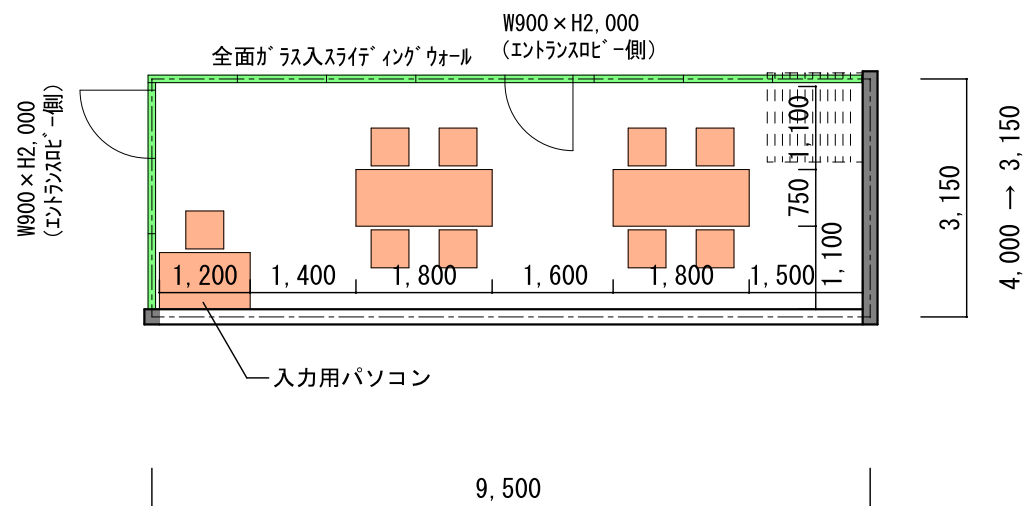 W900×H2,000
(エントランスロビー側)
全面ガラス入スライディングウォール
W900×H2,000
(エントランスロビー側)
1,100
750
1,100
3,150
4,000 → 3,150
1,200
1,400
1,800
1,600
1,800
1,500
入力用パソコン
9,500